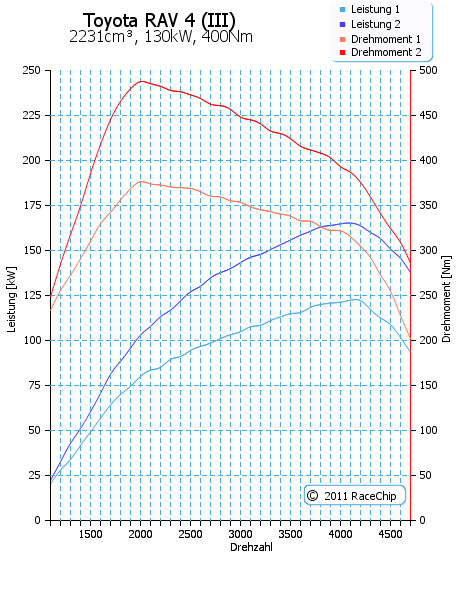 Toyota RAV 4 (III)
2231cm³, 130kW, 400Nm
Leistung 1
Leistung 2
Drehmoment 1
Drehmoment 2
250
225
200
175
150
125
100
75
50
25
0
Leistung [kW]
500
450
400
350
300
250
200
150
100
50
0
Drehmoment [Nm]
© 2011 RaceChip
1500 2000 2500 3000 3500 4000 4500
Drehzahl